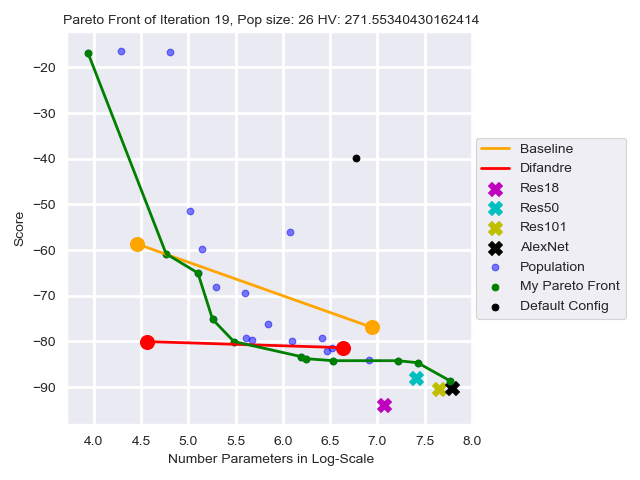 Pareto Front of Iteration 19, Pop size: 26 HV: 271.55340430162414
−20
−30
−40
−50
−60
−70
−80
−90
Score
4.0 4.5 5.0 5.5 6.0 6.5 7.0 7.5 8.0
Number Parameters in Log-Scale
Baseline
Difandre
Res18
Res50
Res101
AlexNet
Population
My Pareto Front
Default Config